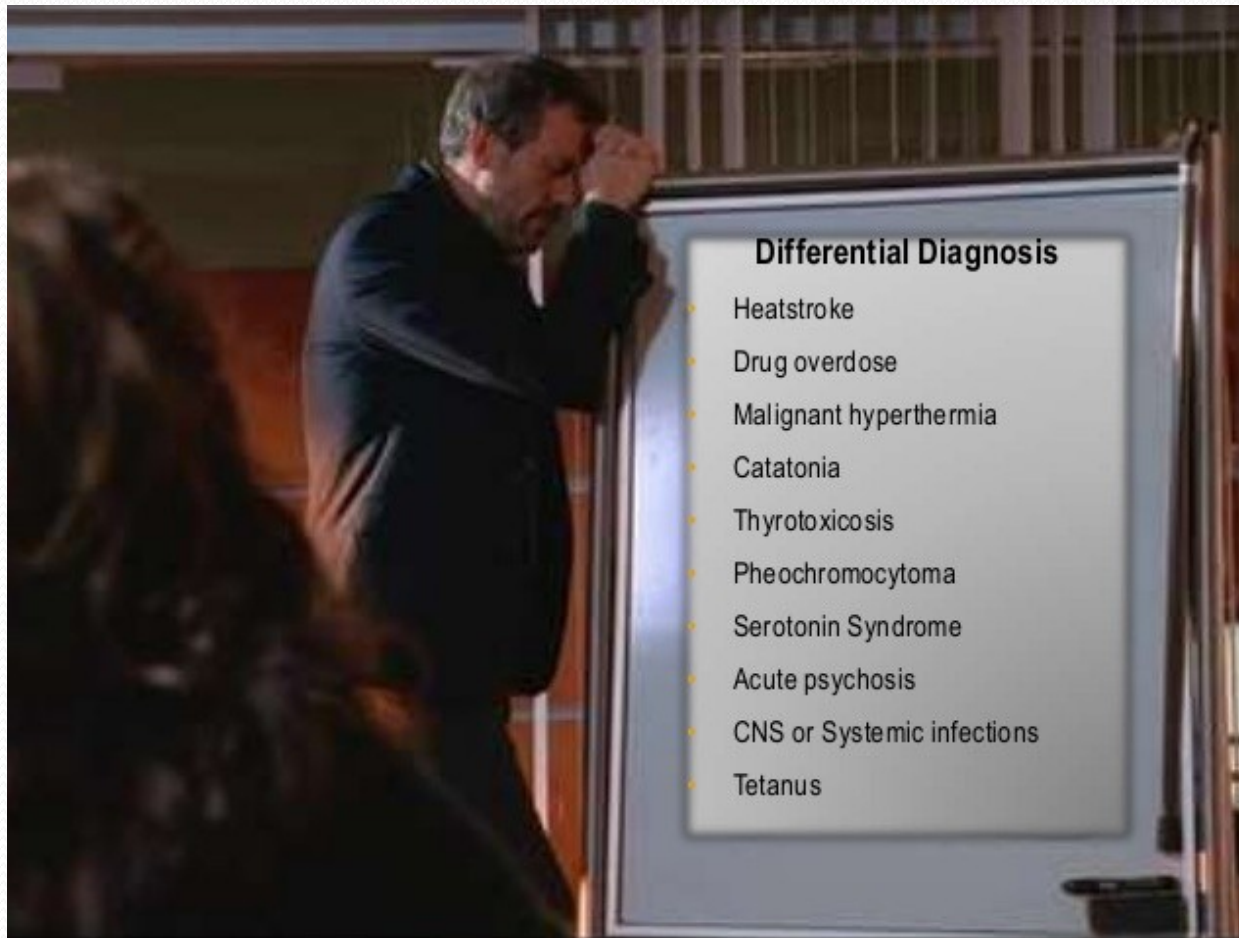 Differential Diagnosis
Heatstroke
Drug overdose
Malignant hyperthermia
Catatonia
Thyrotoxicosis
Pheochromocytoma
Serotonin Syndrome
Acute psychosis
CNS or Systemic infections
Tetanus